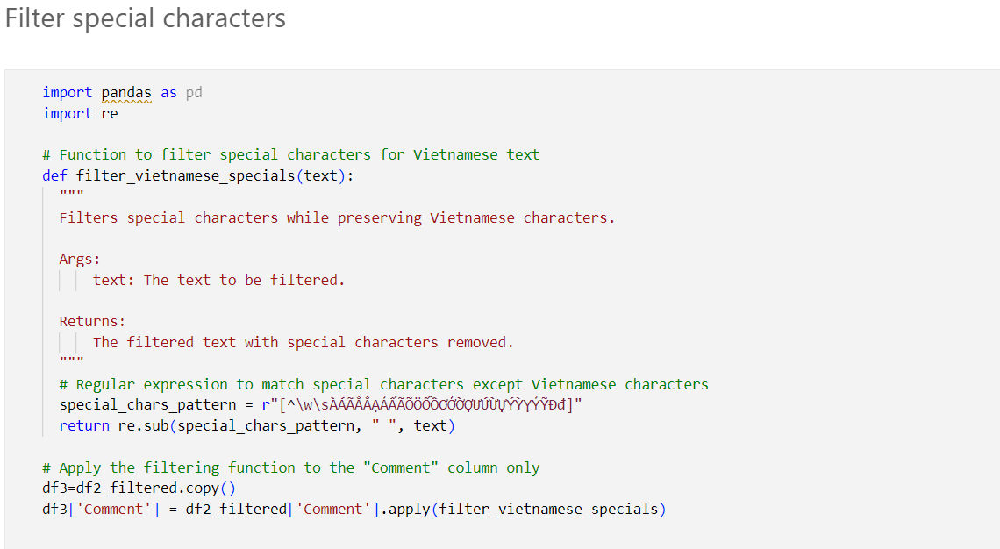 Filter special characters
import pandas as pd
import re
# Function to filter special characters for Vietnamese text
def filter_vietnamese_specials(text):
"""
Filters special characters while preserving Vietnamese characters.
Args:
text: The text to be filtered.
Returns:
The filtered text with special characters removed.
"""
# Regular expression to match special characters except Vietnamese characters
special_chars_pattern = r"[^\w\sÀÁÃẮẰẠẢẤÃÕÖỐỒƠỞỜỢƯỨỪỰÝỲỴỶỸĐđ]"
return re.sub(special_chars_pattern, " ", text)
# Apply the filtering function to the "Comment" column only
df3=df2_filtered.copy()
df3['Comment'] = df2_filtered['Comment'].apply(filter_vietnamese_specials)